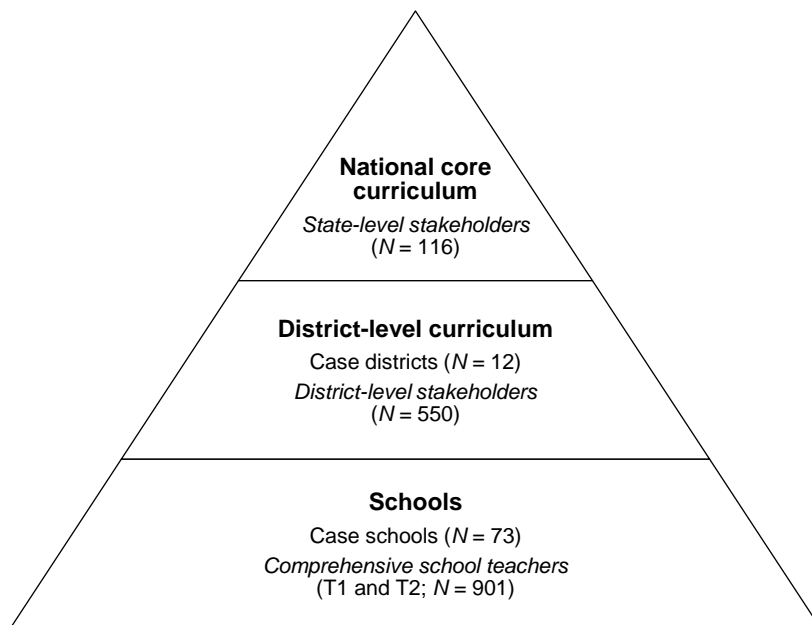 National core
curriculum
State-level stakeholders
(N = 116)
District-level curriculum
Case districts (N = 12)
District-level stakeholders
(N = 550)
Schools
Case schools (N = 73)
Comprehensive school teachers
(T1 and T2; N = 901)